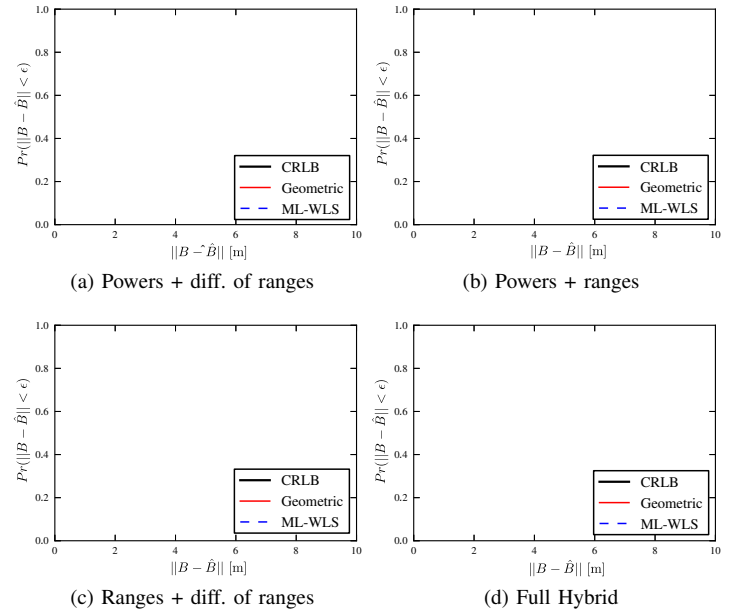 1.0
0.8
0.6
0.4
0.2
0.0
0 2 4 6 8 10
Pr(||B − B̂|| < ϵ)
||B − B̂|| [m]
CRLB
Geometric
ML-WLS
(a) Powers + diff. of ranges
1.0
0.8
0.6
0.4
0.2
0.0
0 2 4 6 8 10
Pr(||B − B̂|| < ϵ)
||B − B̂|| [m]
CRLB
Geometric
ML-WLS
(b) Powers + ranges
1.0
0.8
0.6
0.4
0.2
0.0
0 2 4 6 8 10
Pr(||B − B̂|| < ϵ)
||B − B̂|| [m]
CRLB
Geometric
ML-WLS
(c) Ranges + diff. of ranges
1.0
0.8
0.6
0.4
0.2
0.0
0 2 4 6 8 10
Pr(||B − B̂|| < ϵ)
||B − B̂|| [m]
CRLB
Geometric
ML-WLS
(d) Full Hybrid